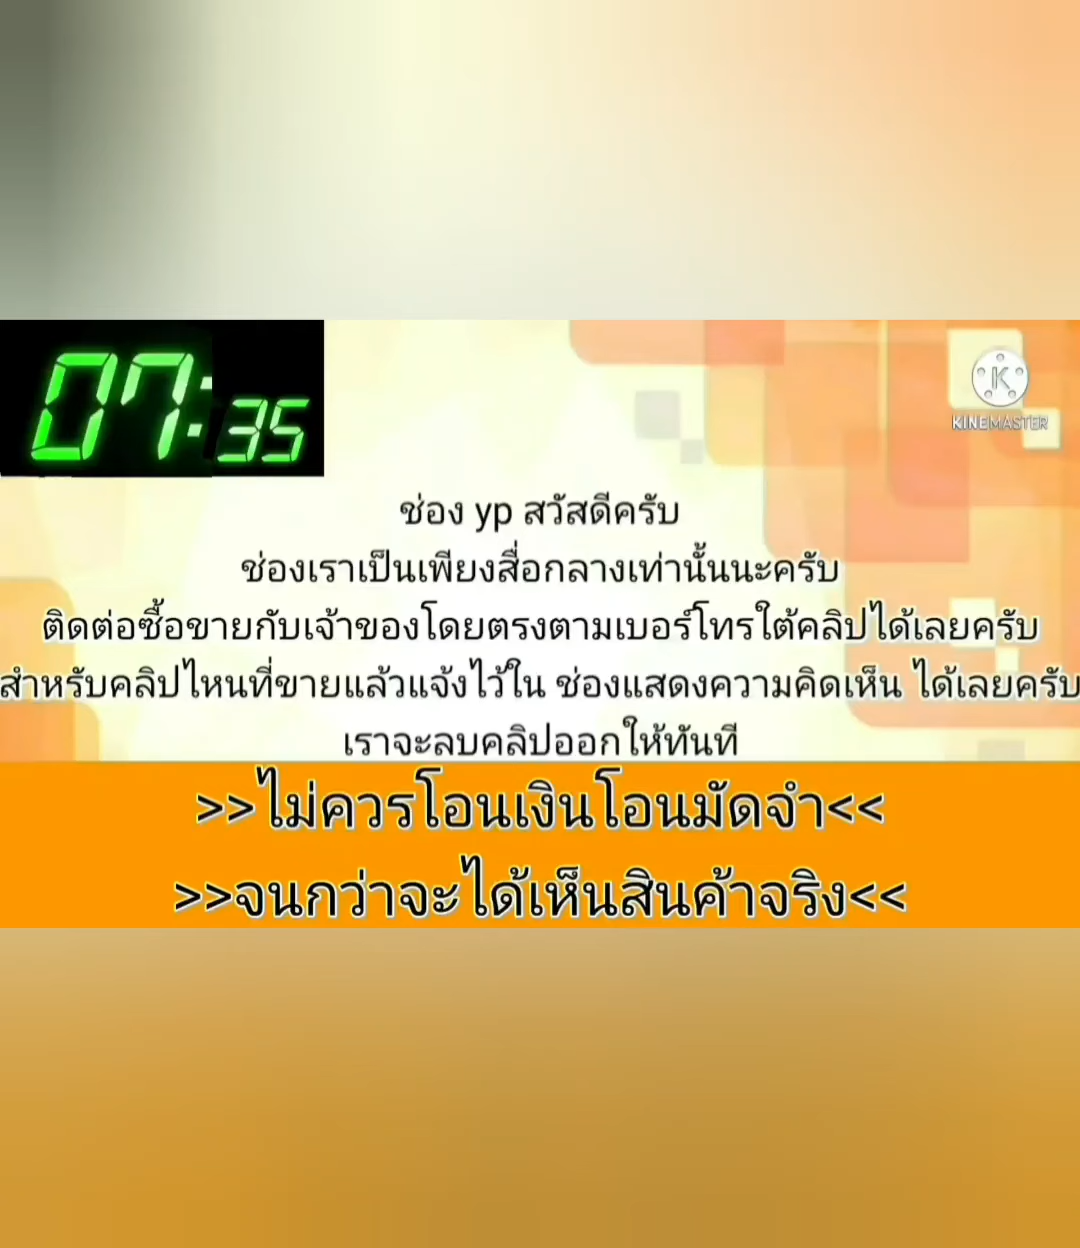 07:35
KINEMASTER
ช่อง yp สวัสดีครับ
ช่องเราเป็นเพียงสื่อกลางเท่านั้นนะครับ
ติดต่อซื้อขายกับเจ้าของโดยตรงตามเบอร์โทรใต้คลิปได้เลยครับ
สำหรับคลิปไหนที่ขายแล้วแจ้งไว้ใน ช่องแสดงความคิดเห็น ได้เลยครับ
เราจะลบคลิปออกให้ทันที
>>ไม่ควรโอนเงินโอนมัดจำ<<
>>จนกว่าจะได้เห็นสินค้าจริง<<